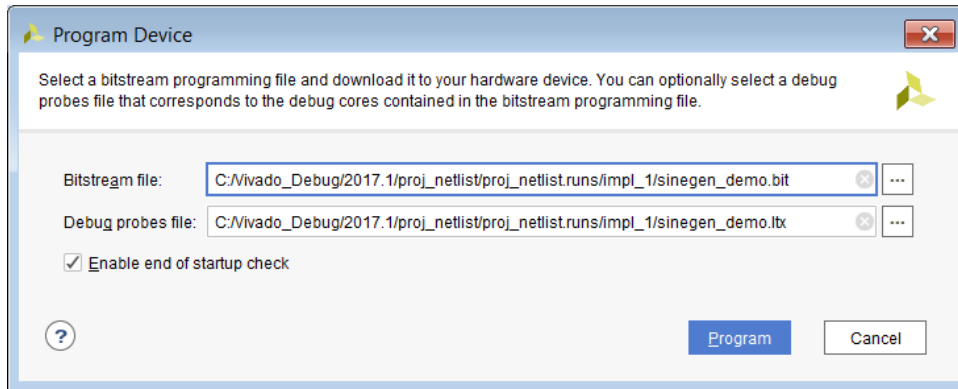 Program Device
Select a bitstream programming file and download it to your hardware device. You can optionally select a debug
probes file that corresponds to the debug cores contained in the bitstream programming file.
Bitstream file: C:/Vivado_Debug/2017.1/proj_netlist/proj_netlist.runs/impl_1/sinegen_demo.bit ...
Debug probes file: C:/Vivado_Debug/2017.1/proj_netlist/proj_netlist.runs/impl_1/sinegen_demo.ltx ...
Enable end of startup check
? Program Cancel